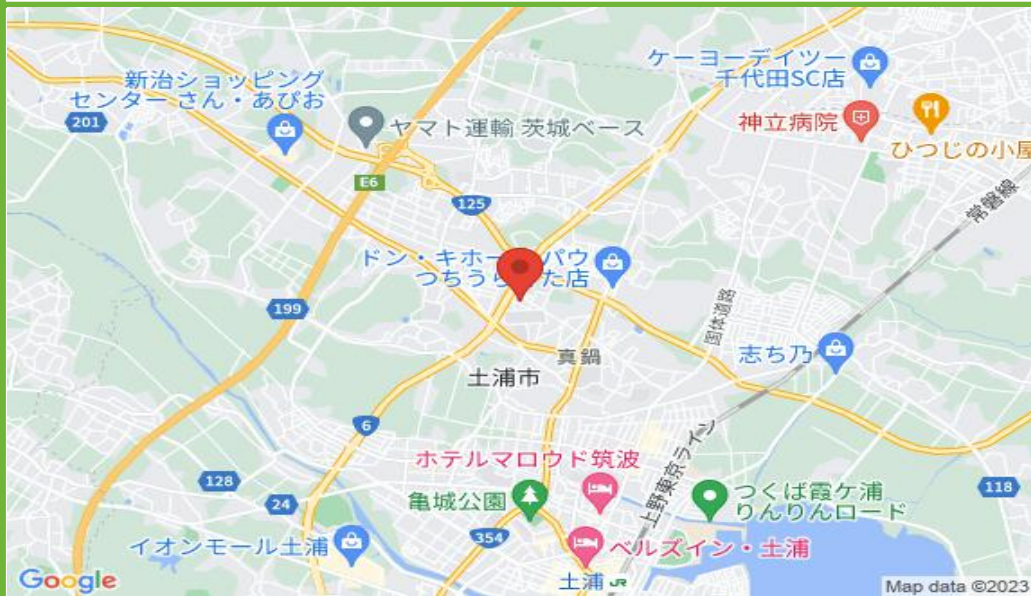 ケーヨーデイツー
千代田SC店
新治ショッピング
センター さん・あぴお
201
ヤマト運輸 茨城ベース
神立病院
ひつじの小屋
E6
125
常磐線
ドン・キホー
パウ
つちうら
た店
199
国体道路
真鍋
志ち乃
土浦市
6
上野東京ライン
ホテルマロウド筑波
128
24
亀城公園
つくば霞ケ浦
りんりんロード
118
354
イオンモール土浦
ベルズイン・土浦
土浦 JR
Google
Map data ©2023